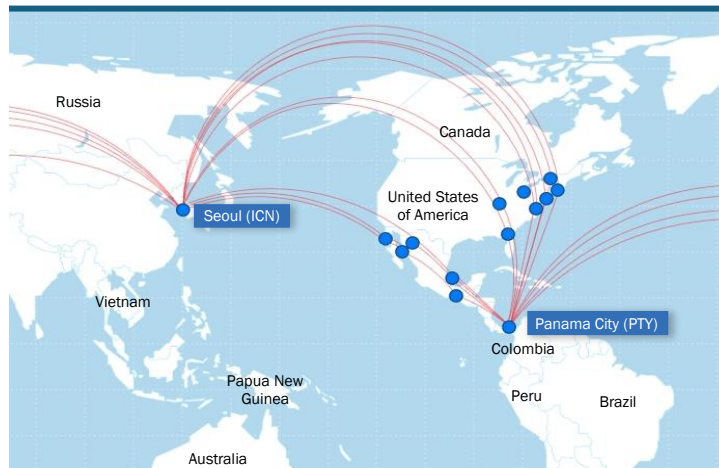 Russia
Canada
United States
of America
Seoul (ICN)
Vietnam
Panama City (PTY)
Colombia
Papua New
Guinea
Peru
Brazil
Australia